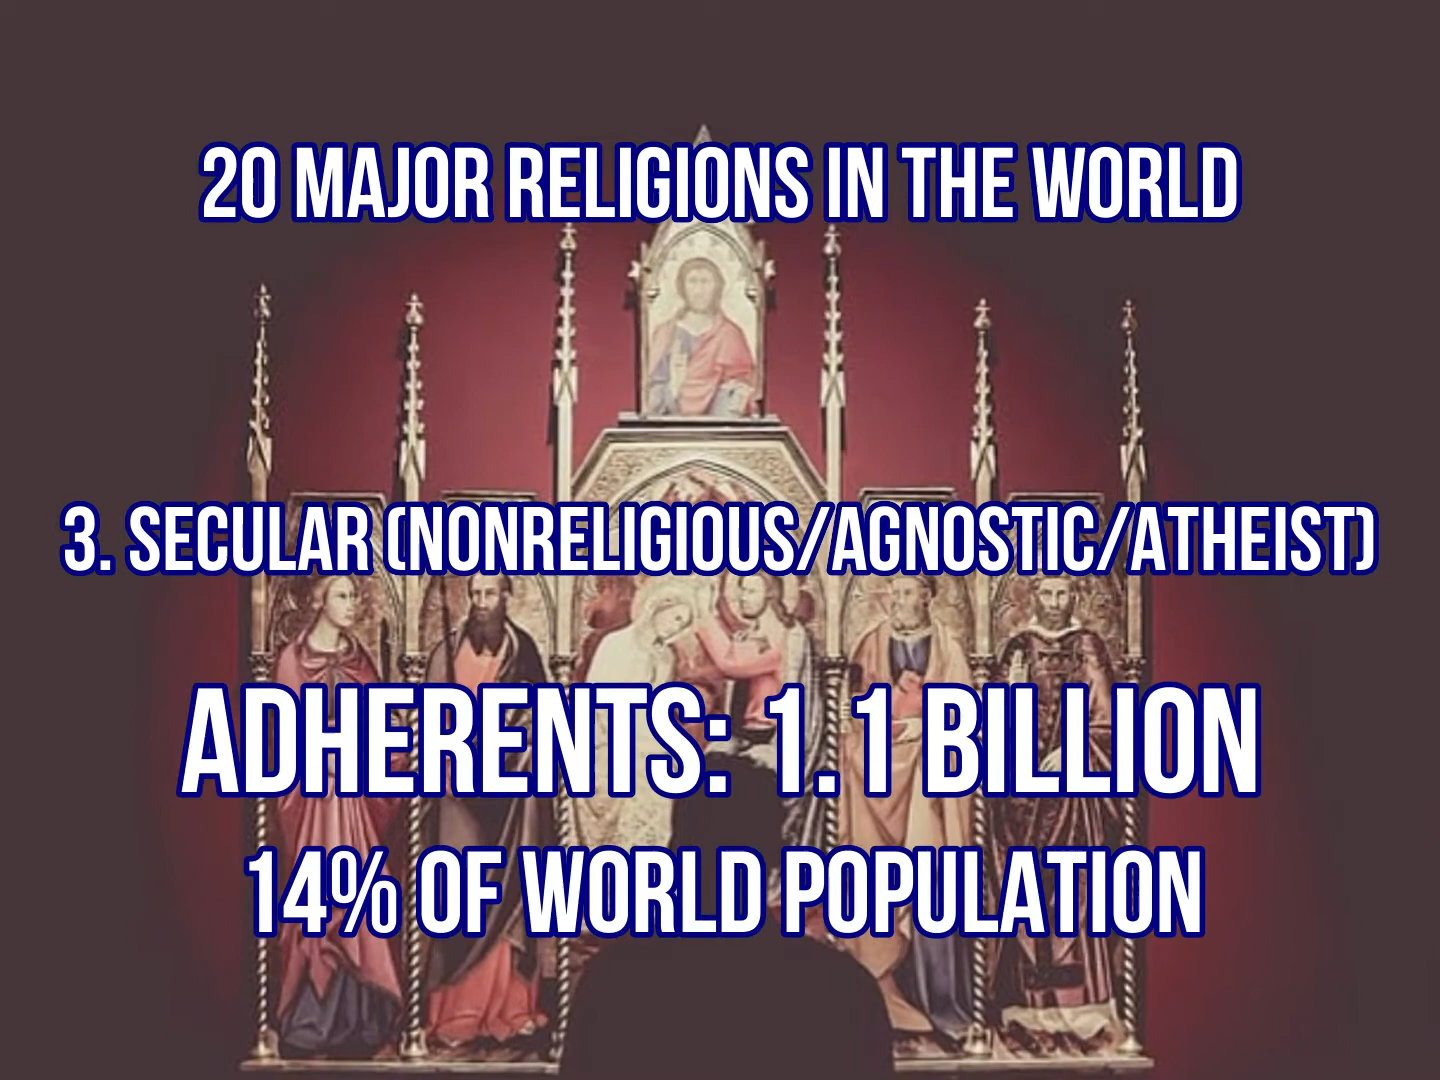 20 MAJOR RELIGIONS IN THE WORLD
3. SECULAR (NONRELIGIOUS/AGNOSTIC/ATHEIST)
ADHERENTS: 1.1 BILLION
14% OF WORLD POPULATION